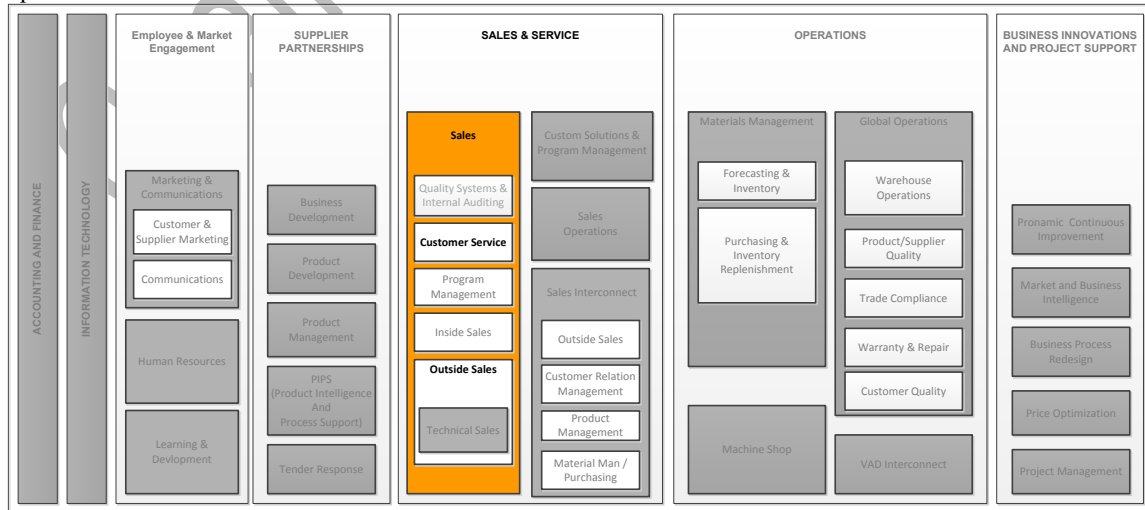 ACCOUNTING AND FINANCE
INFORMATION TECHNOLOGY
Employee & Market
Engagement
Marketing &
Communications
Customer &
Supplier Marketing
Communications
Human Resources
Learning &
Devlopment
SUPPLIER
PARTNERSHIPS
Business
Development
Product
Development
Product
Management
PIPS
(Product Intelligence
And
Process Support)
Tender Response
SALES & SERVICE
Sales
Quality Systems &
Internal Auditing
Customer Service
Program
Management
Inside Sales
Outside Sales
Technical Sales
Custom Solutions &
Program Management
Sales
Operations
Sales Interconnect
Outside Sales
Customer Relation
Management
Product
Management
Material Man /
Purchasing
OPERATIONS
Materials Management
Forecasting &
Inventory
Purchasing &
Inventory
Replenishment
Machine Shop
Global Operations
Warehouse
Operations
Product/Supplier
Quality
Trade Compliance
Warranty & Repair
Customer Quality
VAD Interconnect
BUSINESS INNOVATIONS
AND PROJECT SUPPORT
Pronamic Continuous
Improvement
Market and Business
Intelligence
Business Process
Redesign
Price Optimization
Project Management